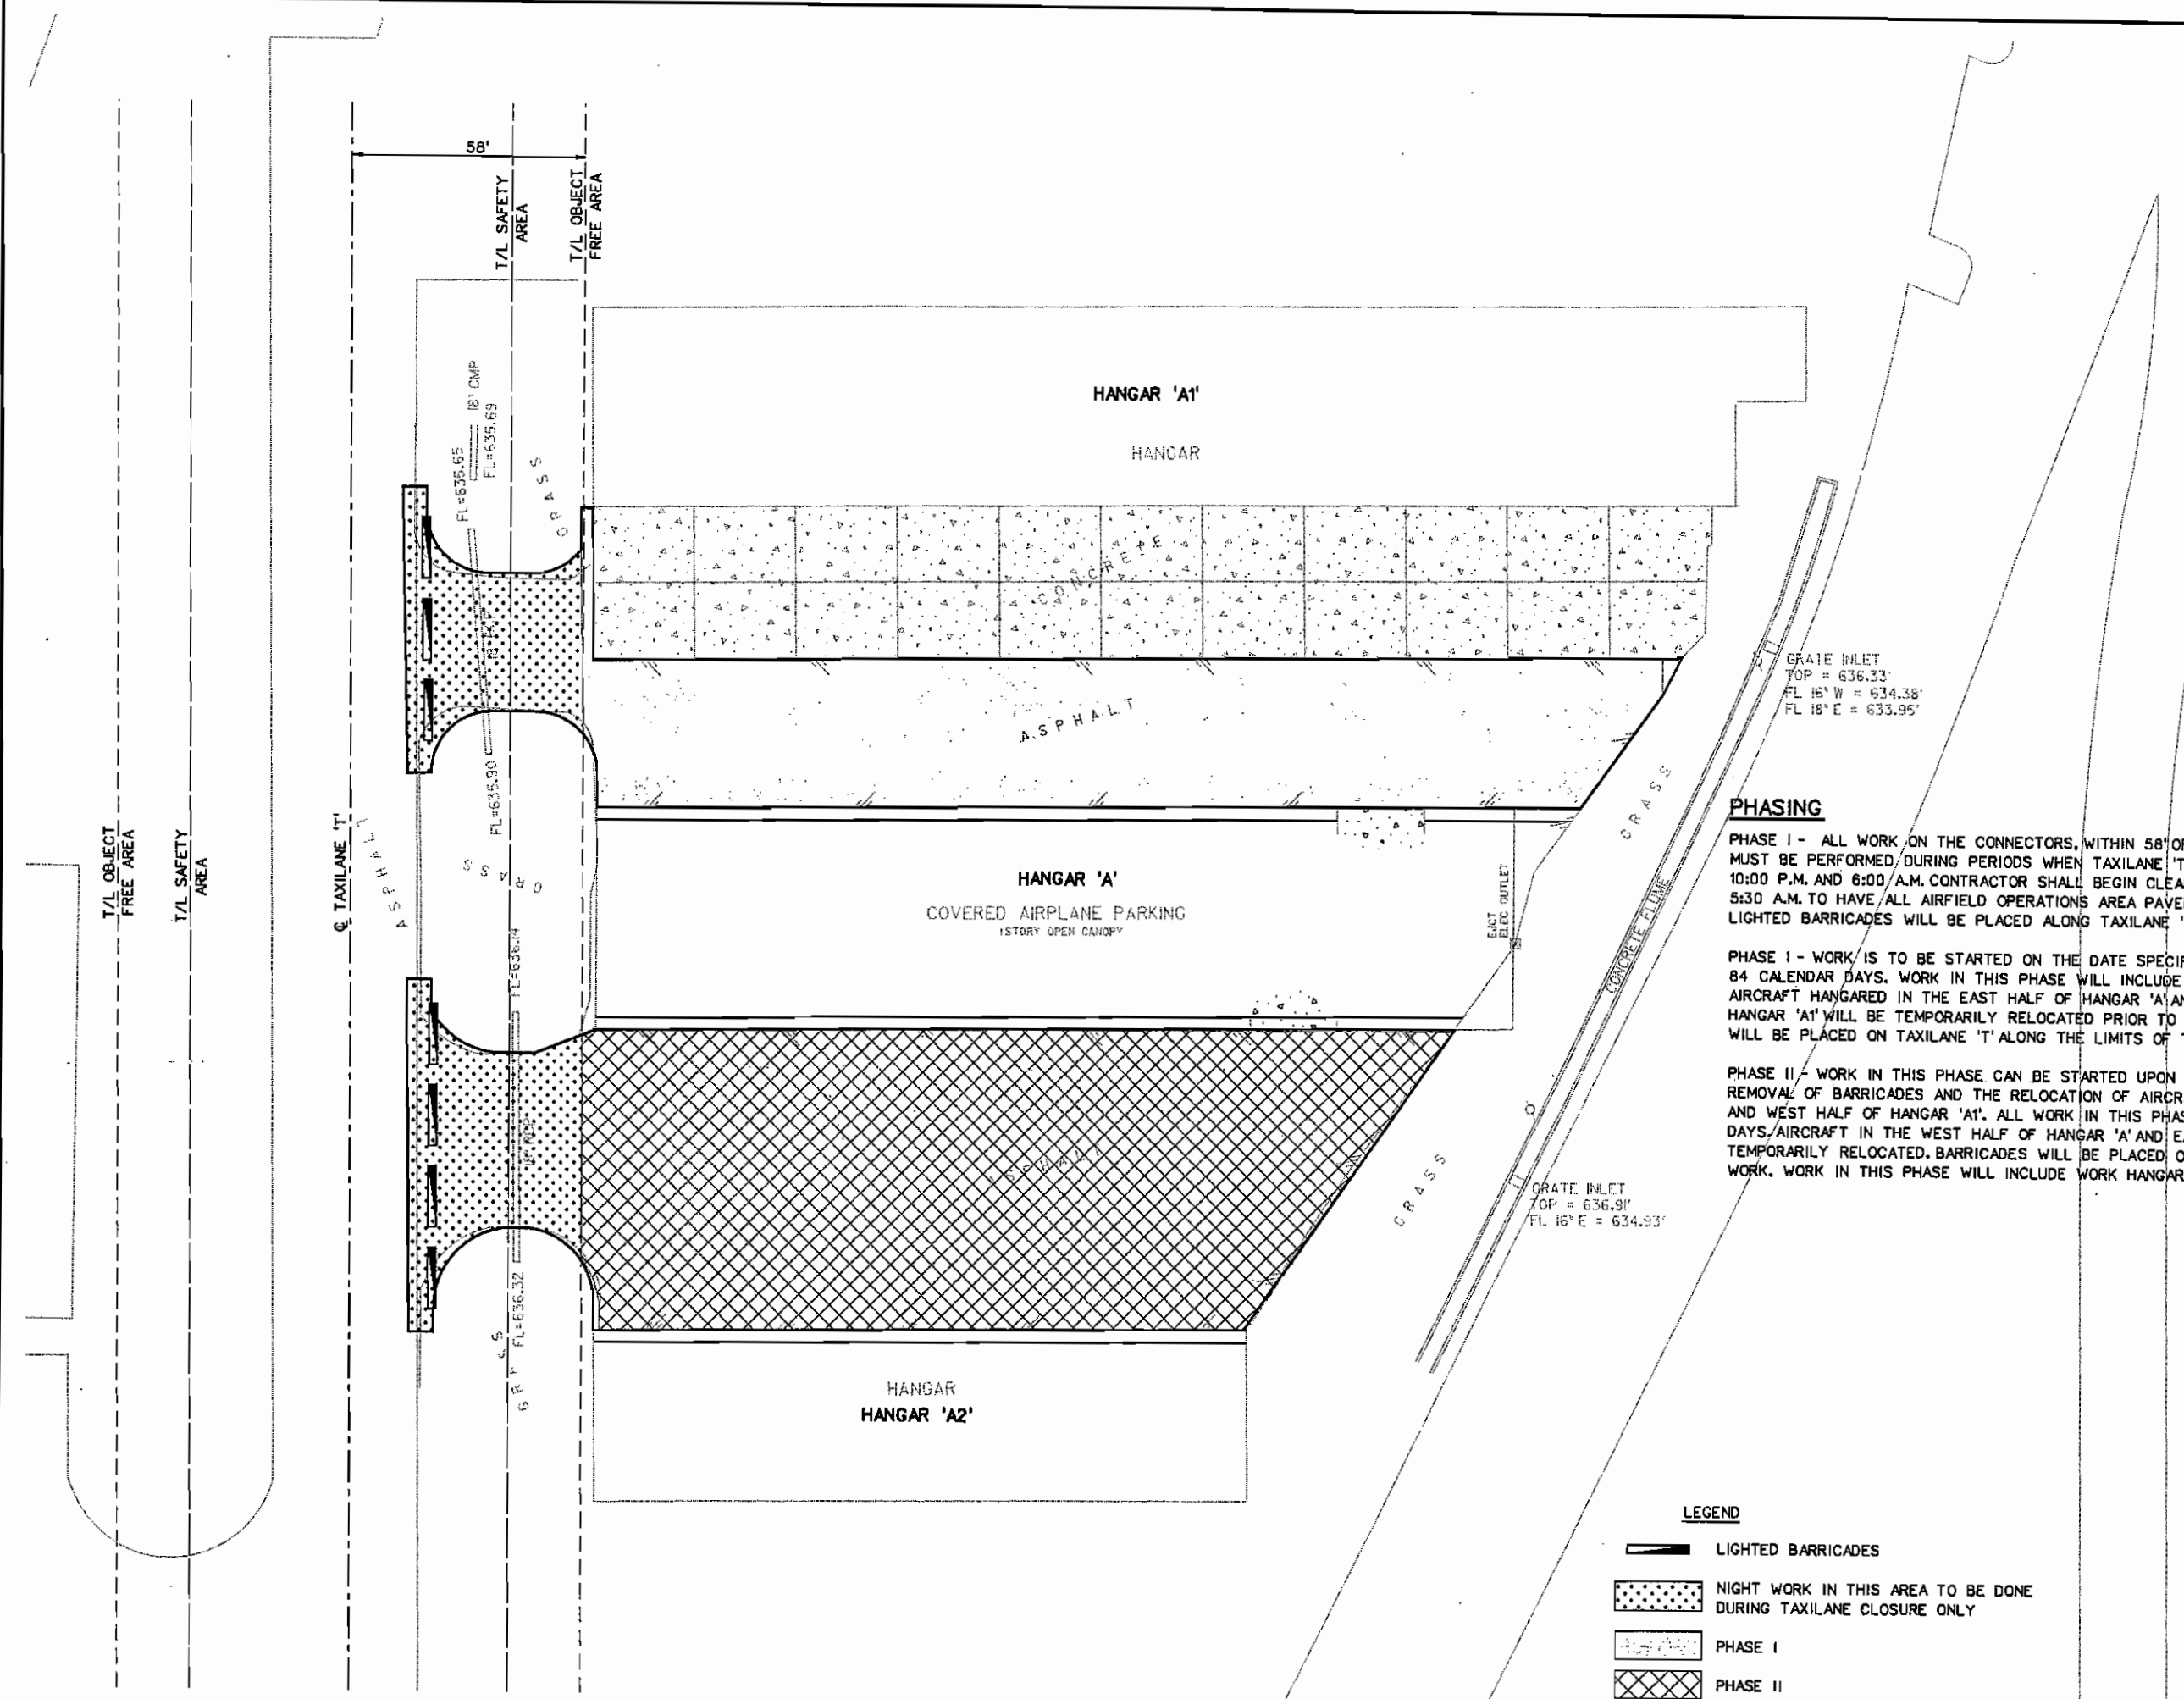 58'
T/L SAFETY
AREA
T/L OBJECT
FREE AREA
HANGAR 'A1'
HANGAR
18" CMP
FL=635.69
FL=635.65
GRASS
CONCRETE
ASPHALT
FL=635.90
GRATE INLET
TOP = 636.33'
FL 16" W = 634.38'
FL 18" E = 633.95'
GRASS
T/L OBJECT
FREE AREA
T/L SAFETY
AREA
℄ TAXILANE 'T'
ASPHALT
GRASS
HANGAR 'A'
COVERED AIRPLANE PARKING
1STORY OPEN CANOPY
EJCT
ELEC OUTLET
CONCRETE FLUME
FL=636.14
ASPHALT
GRASS
GRATE INLET
TOP = 636.91'
FL 16" E = 634.93'
FL=636.32
GRASS
HANGAR
HANGAR 'A2'
PHASING
PHASE I - ALL WORK ON THE CONNECTORS, WITHIN 58' OF
MUST BE PERFORMED DURING PERIODS WHEN TAXILANE 'T
10:00 P.M. AND 6:00 A.M. CONTRACTOR SHALL BEGIN CLEA
5:30 A.M. TO HAVE ALL AIRFIELD OPERATIONS AREA PAVE
LIGHTED BARRICADES WILL BE PLACED ALONG TAXILANE '
PHASE I - WORK IS TO BE STARTED ON THE DATE SPECIF
84 CALENDAR DAYS. WORK IN THIS PHASE WILL INCLUDE
AIRCRAFT HANGARED IN THE EAST HALF OF HANGAR 'A' AN
HANGAR 'A1' WILL BE TEMPORARILY RELOCATED PRIOR TO
WILL BE PLACED ON TAXILANE 'T' ALONG THE LIMITS OF
PHASE II - WORK IN THIS PHASE CAN BE STARTED UPON
REMOVAL OF BARRICADES AND THE RELOCATION OF AIRCR
AND WEST HALF OF HANGAR 'A1'. ALL WORK IN THIS PHAS
DAYS. AIRCRAFT IN THE WEST HALF OF HANGAR 'A' AND E
TEMPORARILY RELOCATED. BARRICADES WILL BE PLACED O
WORK. WORK IN THIS PHASE WILL INCLUDE WORK HANGAR
LEGEND
LIGHTED BARRICADES
NIGHT WORK IN THIS AREA TO BE DONE
DURING TAXILANE CLOSURE ONLY
PHASE I
PHASE II